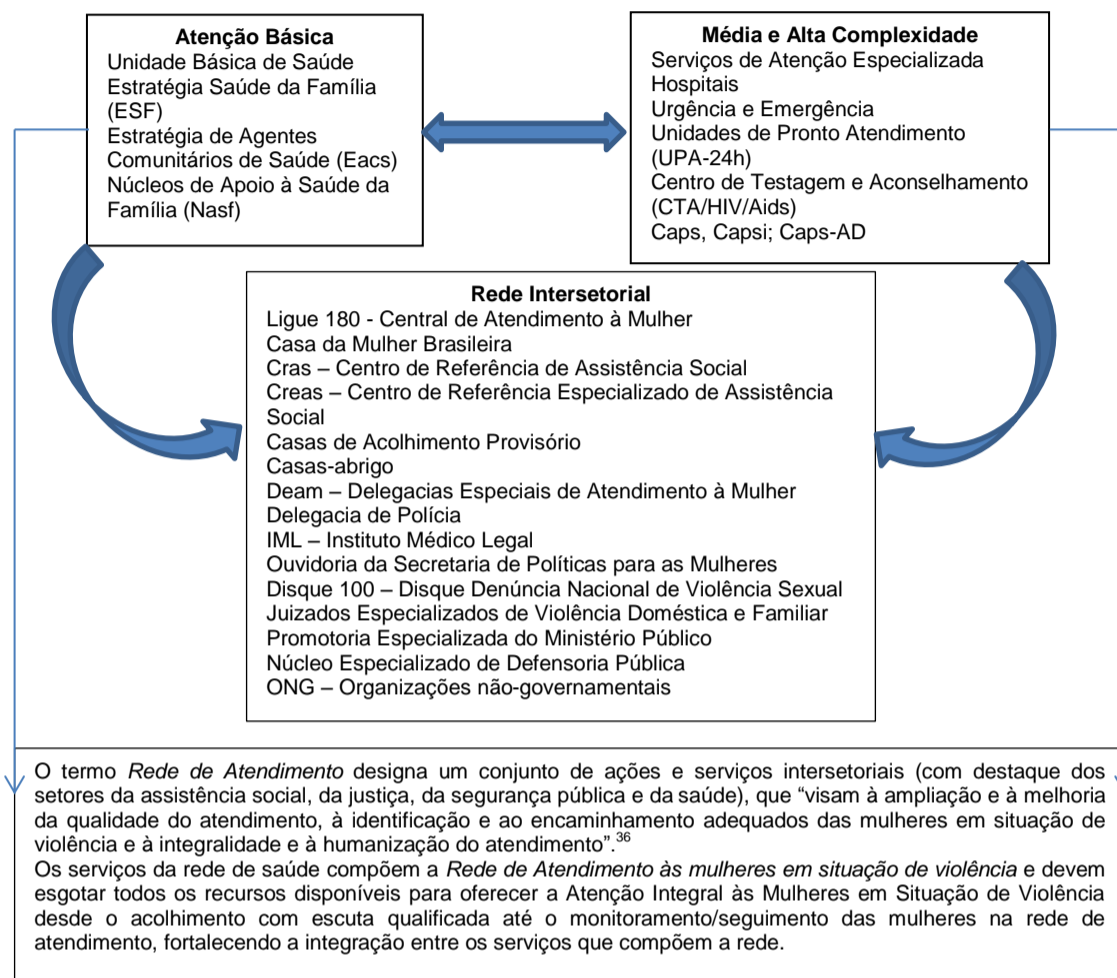 Atenção Básica
Unidade Básica de Saúde
Estratégia Saúde da Família
(ESF)
Estratégia de Agentes
Comunitários de Saúde (Eacs)
Núcleos de Apoio à Saúde da
Família (Nasf)
Média e Alta Complexidade
Serviços de Atenção Especializada
Hospitais
Urgência e Emergência
Unidades de Pronto Atendimento
(UPA-24h)
Centro de Testagem e Aconselhamento
(CTA/HIV/Aids)
Caps, Capsi; Caps-AD
Rede Intersetorial
Ligue 180 - Central de Atendimento à Mulher
Casa da Mulher Brasileira
Cras – Centro de Referência de Assistência Social
Creas – Centro de Referência Especializado de Assistência
Social
Casas de Acolhimento Provisório
Casas-abrigo
Deam – Delegacias Especiais de Atendimento à Mulher
Delegacia de Polícia
IML – Instituto Médico Legal
Ouvidoria da Secretaria de Políticas para as Mulheres
Disque 100 – Disque Denúncia Nacional de Violência Sexual
Juizados Especializados de Violência Doméstica e Familiar
Promotoria Especializada do Ministério Público
Núcleo Especializado de Defensoria Pública
ONG – Organizações não-governamentais
O termo Rede de Atendimento designa um conjunto de ações e serviços intersetoriais (com destaque dos
setores da assistência social, da justiça, da segurança pública e da saúde), que “visam à ampliação e à melhoria
da qualidade do atendimento, à identificação e ao encaminhamento adequados das mulheres em situação de
violência e à integralidade e à humanização do atendimento”.36
Os serviços da rede de saúde compõem a Rede de Atendimento às mulheres em situação de violência e devem
esgotar todos os recursos disponíveis para oferecer a Atenção Integral às Mulheres em Situação de Violência
desde o acolhimento com escuta qualificada até o monitoramento/seguimento das mulheres na rede de
atendimento, fortalecendo a integração entre os serviços que compõem a rede.